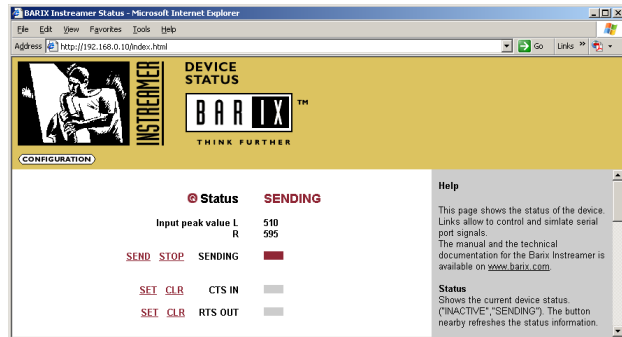 BARIX Instreamer Status - Microsoft Internet Explorer
File Edit View Favorites Tools Help
Address http://192.168.0.10/index.html Go Links »
INSTREAMER
DEVICE
STATUS
BARIX ™
THINK FURTHER
CONFIGURATION
Status SENDING
Input peak value L 510
R 595
SEND STOP SENDING
SET CLR CTS IN
SET CLR RTS OUT
Help
This page shows the status of the device.
Links allow to control and simlate serial
port signals.
The manual and the technical
documentation for the Barix Instreamer is
available on www.barix.com.
Status
Shows the current device status.
("INACTIVE","SENDING"). The button
nearby refreshes the status information.